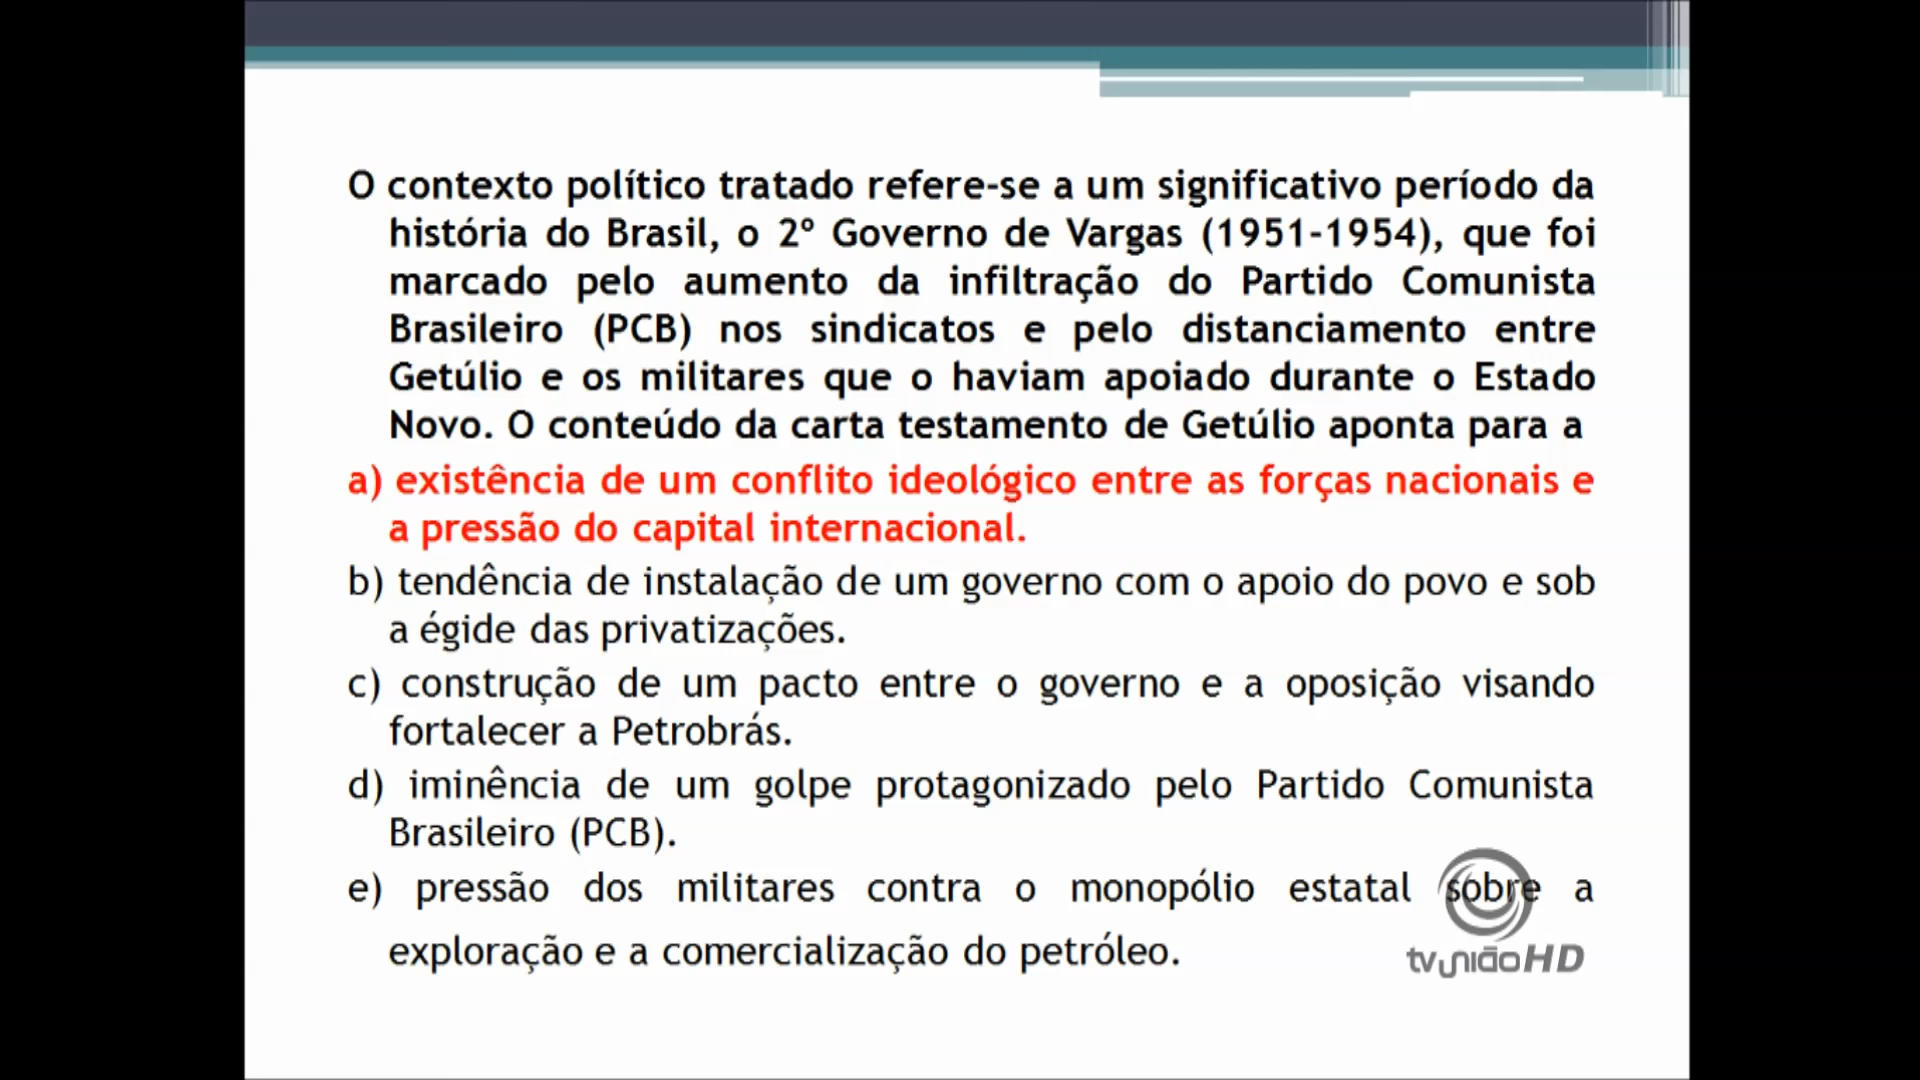 O contexto político tratado refere-se a um significativo período da
história do Brasil, o 2º Governo de Vargas (1951-1954), que foi
marcado pelo aumento da infiltração do Partido Comunista
Brasileiro (PCB) nos sindicatos e pelo distanciamento entre
Getúlio e os militares que o haviam apoiado durante o Estado
Novo. O conteúdo da carta testamento de Getúlio aponta para a
a) existência de um conflito ideológico entre as forças nacionais e
a pressão do capital internacional.
b) tendência de instalação de um governo com o apoio do povo e sob
a égide das privatizações.
c) construção de um pacto entre o governo e a oposição visando
fortalecer a Petrobrás.
d) iminência de um golpe protagonizado pelo Partido Comunista
Brasileiro (PCB).
e) pressão dos militares contra o monopólio estatal sobre a
exploração e a comercialização do petróleo.
tvuniãoHD